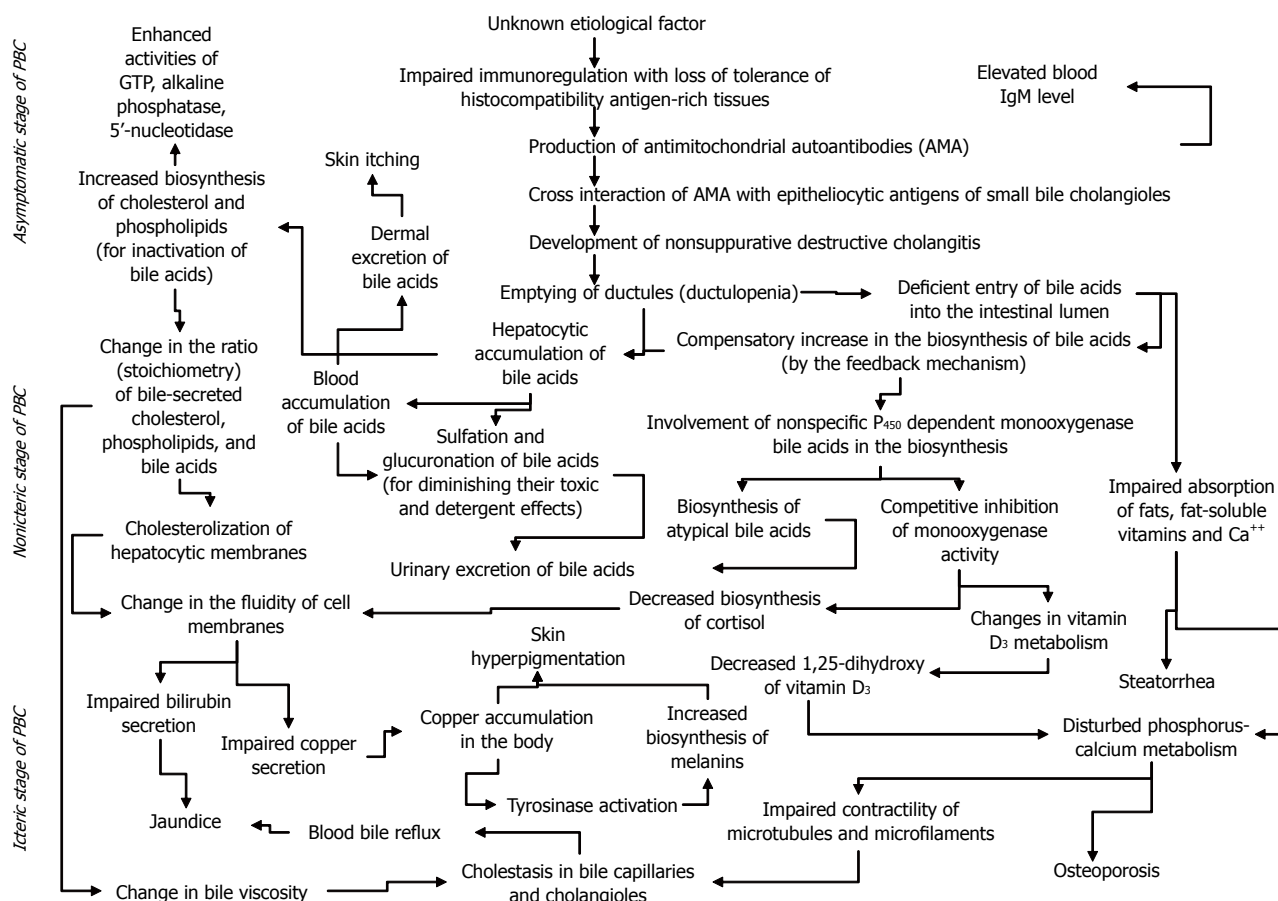 Asymptomatic stage of PBC
Nonicteric stage of PBC
Icteric stage of PBC
Unknown etiological factor
Impaired immunoregulation with loss of tolerance of
histocompatibility antigen-rich tissues
Production of antimitochondrial autoantibodies (AMA)
Cross interaction of AMA with epitheliocytic antigens of small bile cholangioles
Development of nonsuppurative destructive cholangitis
Emptying of ductules (ductulopenia)
Elevated blood
IgM level
Enhanced
activities of
GTP, alkaline
phosphatase,
5′-nucleotidase
Increased biosynthesis
of cholesterol and
phospholipids
(for inactivation of
bile acids)
Skin itching
Dermal
excretion of
bile acids
Deficient entry of bile acids
into the intestinal lumen
Hepatocytic
accumulation of
bile acids
Compensatory increase in the biosynthesis of bile acids
(by the feedback mechanism)
Change in the ratio
(stoichiometry)
of bile-secreted
cholesterol,
phospholipids, and
bile acids
Blood
accumulation
of bile acids
Sulfation and
glucuronation of bile acids
(for diminishing their toxic
and detergent effects)
Involvement of nonspecific P450 dependent monooxygenase
bile acids in the biosynthesis
Biosynthesis of
atypical bile acids
Competitive inhibition
of monooxygenase
activity
Impaired absorption
of fats, fat-soluble
vitamins and Ca++
Cholesterolization of
hepatocytic membranes
Urinary excretion of bile acids
Change in the fluidity of cell
membranes
Decreased biosynthesis
of cortisol
Changes in vitamin
D3 metabolism
Skin
hyperpigmentation
Decreased 1,25-dihydroxy
of vitamin D3
Steatorrhea
Impaired bilirubin
secretion
Impaired copper
secretion
Copper accumulation
in the body
Increased
biosynthesis of
melanins
Disturbed phosphorus-
calcium metabolism
Tyrosinase activation
Impaired contractility of
microtubules and microfilaments
Jaundice
Blood bile reflux
Osteoporosis
Change in bile viscosity
Cholestasis in bile capillaries
and cholangioles